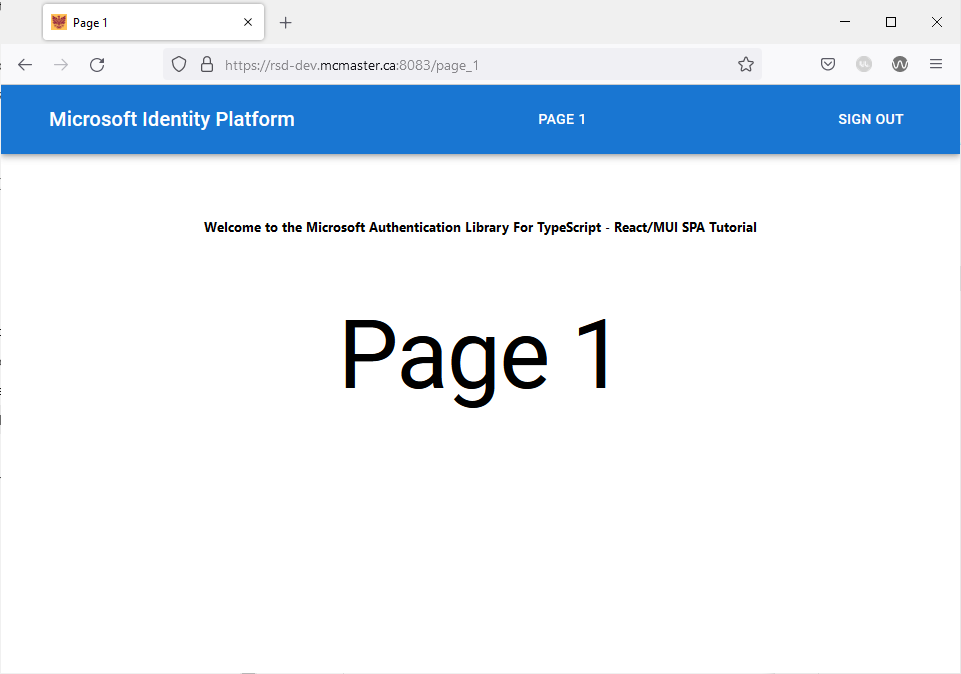 Page 1
https://rsd-dev.mcmaster.ca:8083/page_1
Microsoft Identity Platform PAGE 1 SIGN OUT
Welcome to the Microsoft Authentication Library For TypeScript - React/MUI SPA Tutorial
Page 1